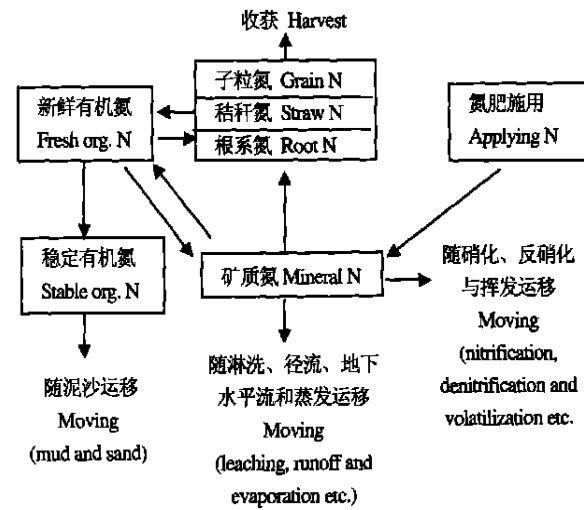 收获 Harvest
子粒氮 Grain N
秸秆氮 Straw N
根系氮 Root N
新鲜有机氮
Fresh org. N
氮肥施用
Applying N
稳定有机氮
Stable org. N
矿质氮 Mineral N
随硝化、反硝化
与挥发运移
Moving
(nitrification,
denitrification and
volatilization etc.
随泥沙运移
Moving
(mud and sand)
随淋洗、径流、地下
水平流和蒸发运移
Moving
(leaching, runoff and
evaporation etc.)